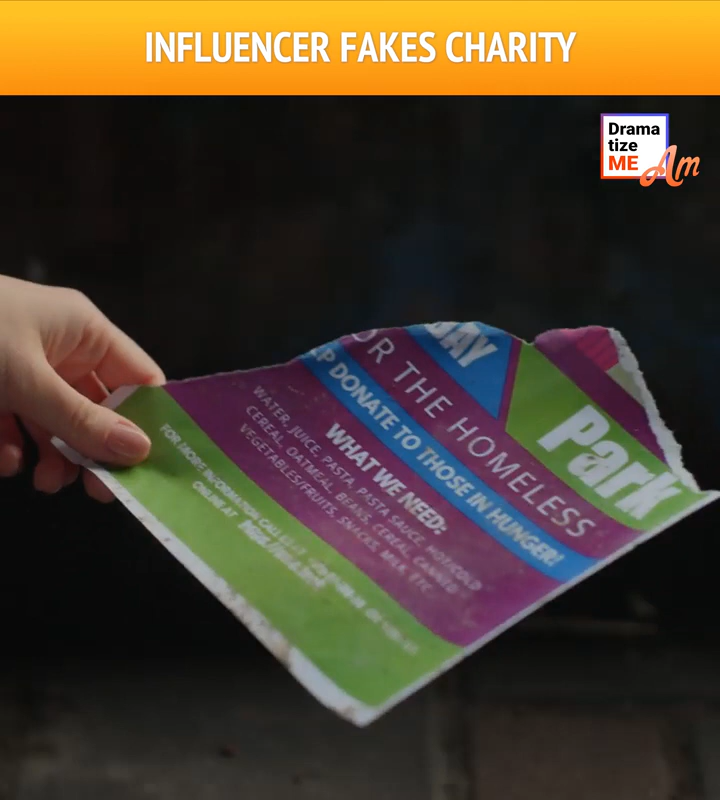 INFLUENCER FAKES CHARITY
Drama
tize
ME Am
DAY
Park
OR THE HOMELESS
P DONATE TO THOSE IN HUNGER!
WHAT WE NEED:
WATER, JUICE, PASTA, PASTA SAUCE, HOT/COLD
CEREAL, OATMEAL, BEANS, CEREAL, CANNED
VEGETABLES/FRUITS, SNACKS, MILK, ETC.
FOR MORE INFORMATION CALL
ONLINE AT